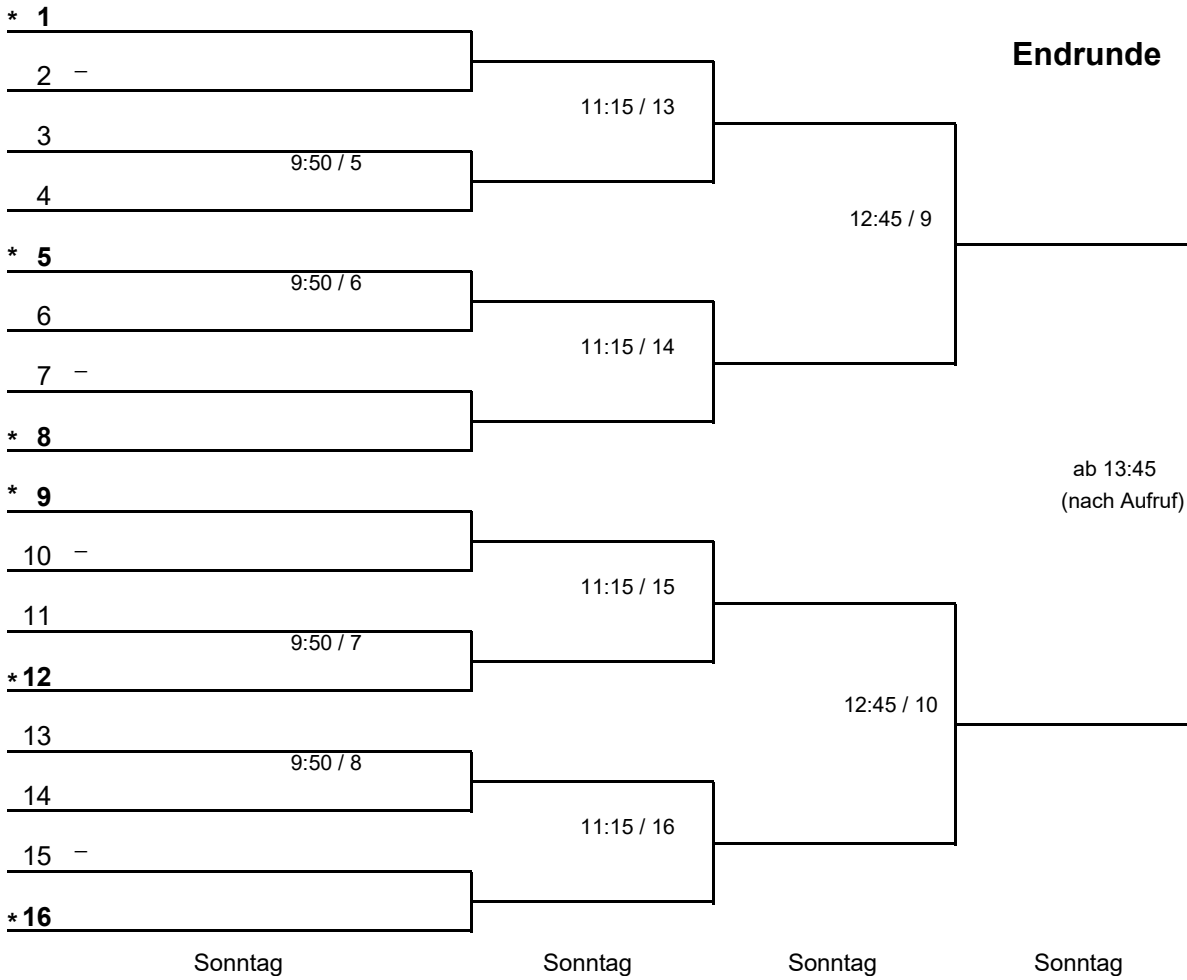 * 1
Endrunde
2 –
11:15 / 13
3
9:50 / 5
4
12:45 / 9
* 5
9:50 / 6
6
11:15 / 14
7 –
* 8
ab 13:45
(nach Aufruf)
* 9
10 –
11:15 / 15
11
9:50 / 7
* 12
12:45 / 10
13
9:50 / 8
14
11:15 / 16
15 –
* 16
Sonntag Sonntag Sonntag Sonntag